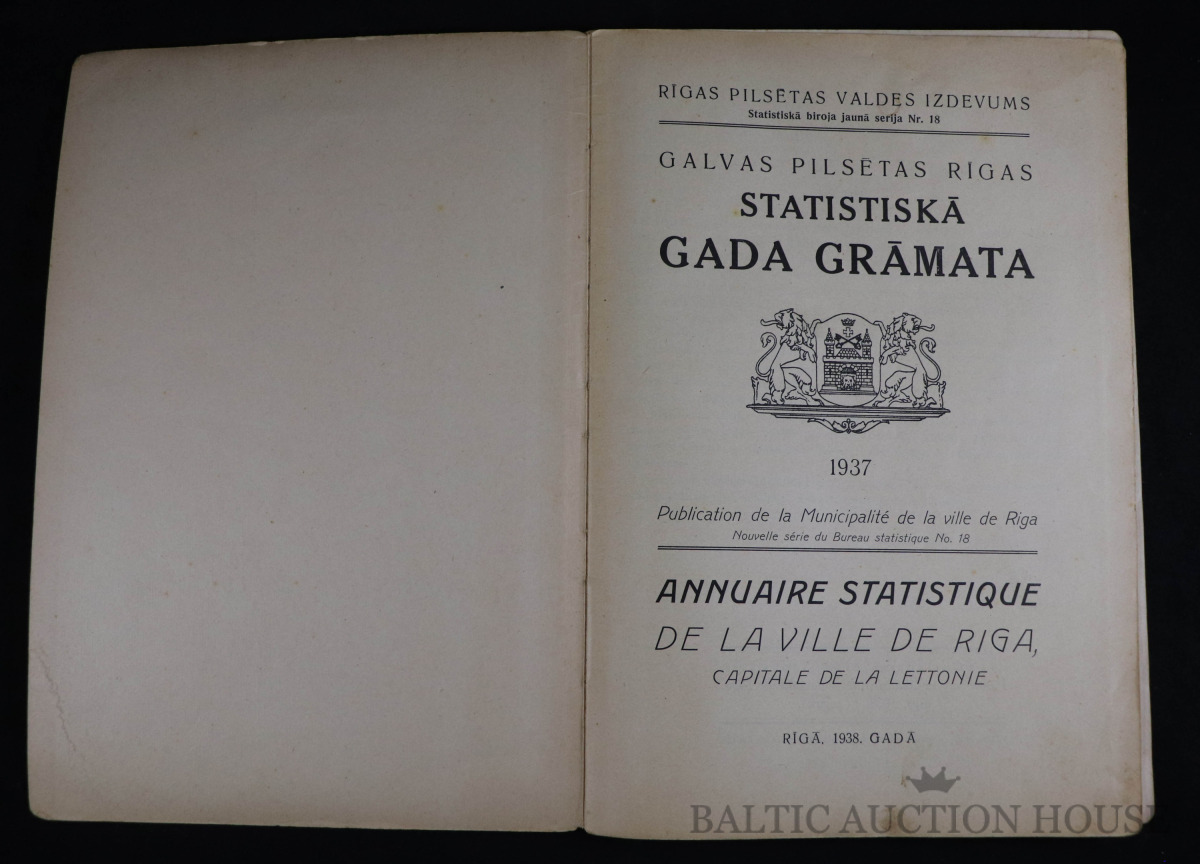 RĪGAS PILSĒTAS VALDES IZDEVUMS
Statistiskā biroja jaunā serija Nr. 18
GALVAS PILSĒTAS RĪGAS
STATISTISKĀ
GADA GRĀMATA
1937
Publication de la Municipalité de la ville de Riga
Nouvelle série du Bureau statistique No. 18
ANNUAIRE STATISTIQUE
DE LA VILLE DE RIGA,
CAPITALE DE LA LETTONIE
RĪGĀ, 1938. GADĀ
BALTIC AUCTION HOUSE